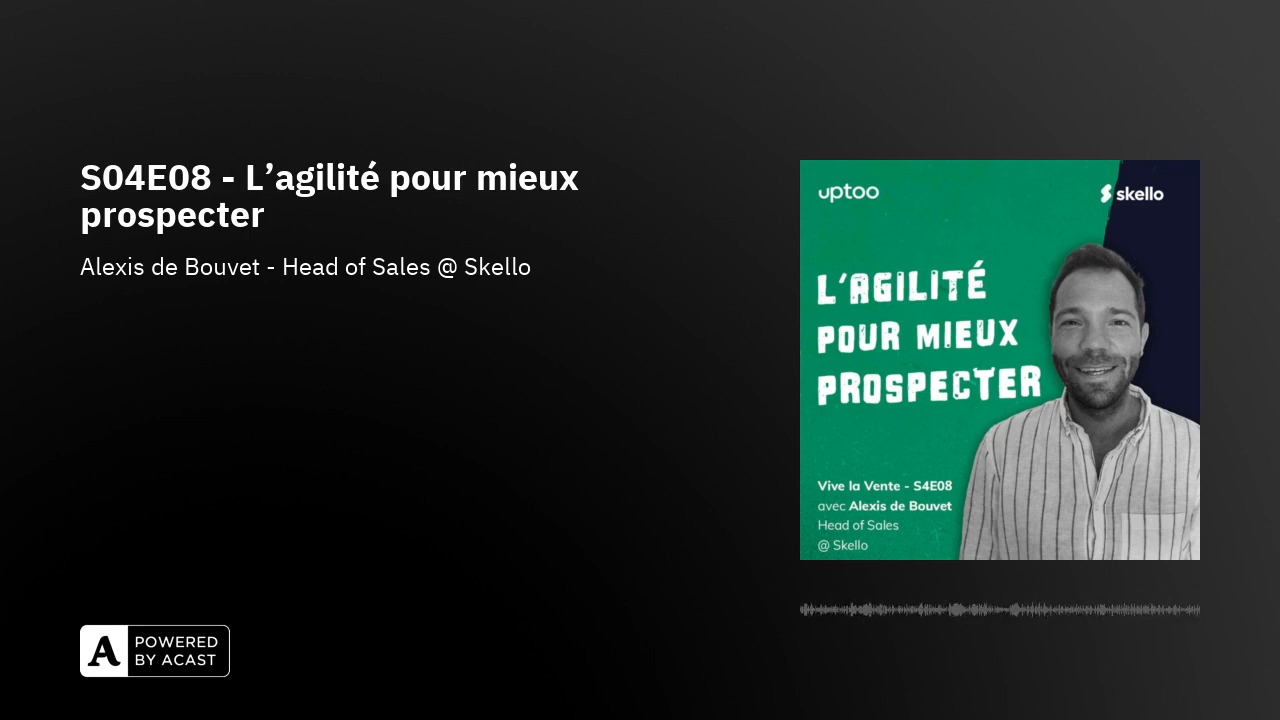 S04E08 - L’agilité pour mieux
prospecter
Alexis de Bouvet - Head of Sales @ Skello
uptoo
skello
L'AGILITÉ
POUR MIEUX
PROSPECTER
Vive la Vente - S4E08
avec Alexis de Bouvet
Head of Sales
@ Skello
A
POWERED
BY ACAST